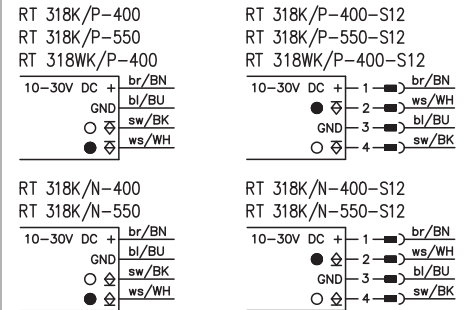 RT 318K/P-400
RT 318K/P-550
RT 318WK/P-400
10-30V DC + br/BN
GND bl/BU
sw/BK
ws/WH
RT 318K/P-400-S12
RT 318K/P-550-S12
RT 318WK/P-400-S12
10-30V DC + 1 br/BN
2 ws/WH
GND 3 bl/BU
4 sw/BK
RT 318K/N-400
RT 318K/N-550
10-30V DC + br/BN
GND bl/BU
sw/BK
ws/WH
RT 318K/N-400-S12
RT 318K/N-550-S12
10-30V DC + 1 br/BN
2 ws/WH
GND 3 bl/BU
4 sw/BK